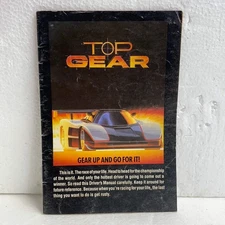 TOP
GEAR
GEAR UP AND GO FOR IT!
This is it. The race of your life. Head to head for the championship
of the world. And only the hottest driver is going to come out a
winner. So read this Driver's Manual carefully. Keep it around for
future reference. Because when you're racing for your life, the last
thing you want to do is get rusty.